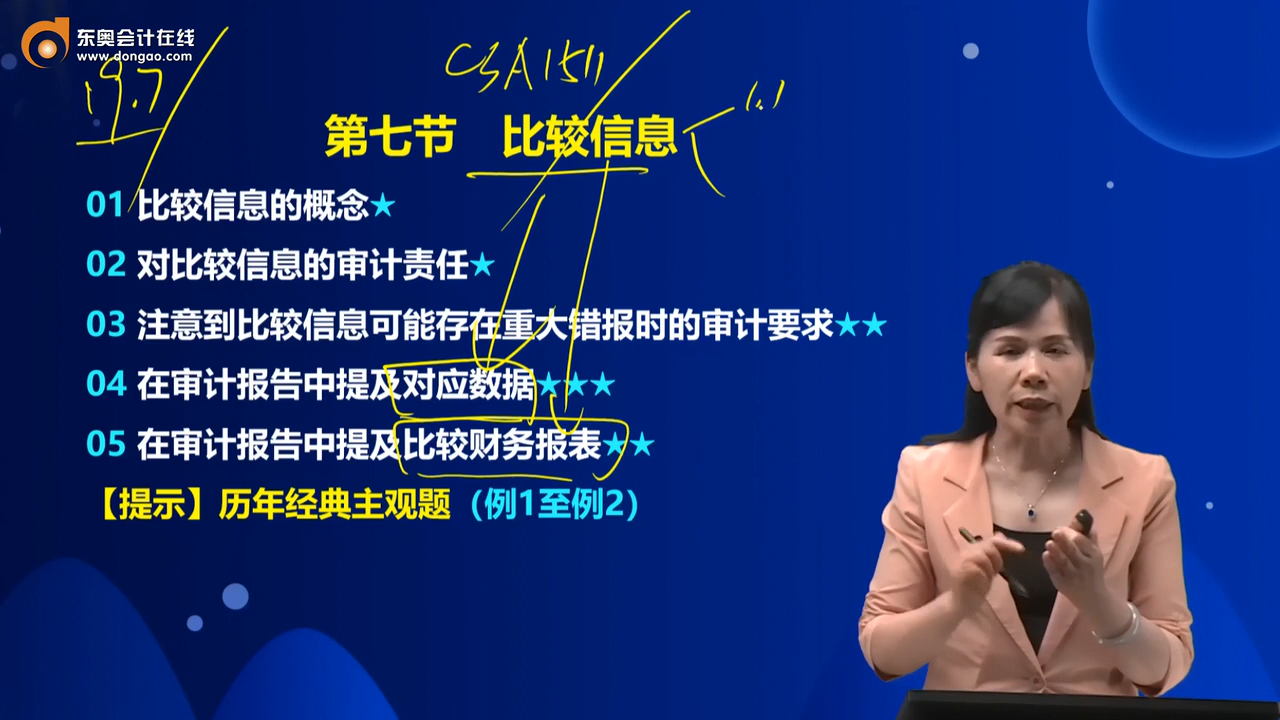 东奥会计在线
www.dongao.com
19.7
CSA1511
第七节 比较信息
01 比较信息的概念★
02 对比较信息的审计责任★
03 注意到比较信息可能存在重大错报时的审计要求★★
04 在审计报告中提及对应数据★★★
05 在审计报告中提及比较财务报表★★
【提示】历年经典主观题（例1至例2）